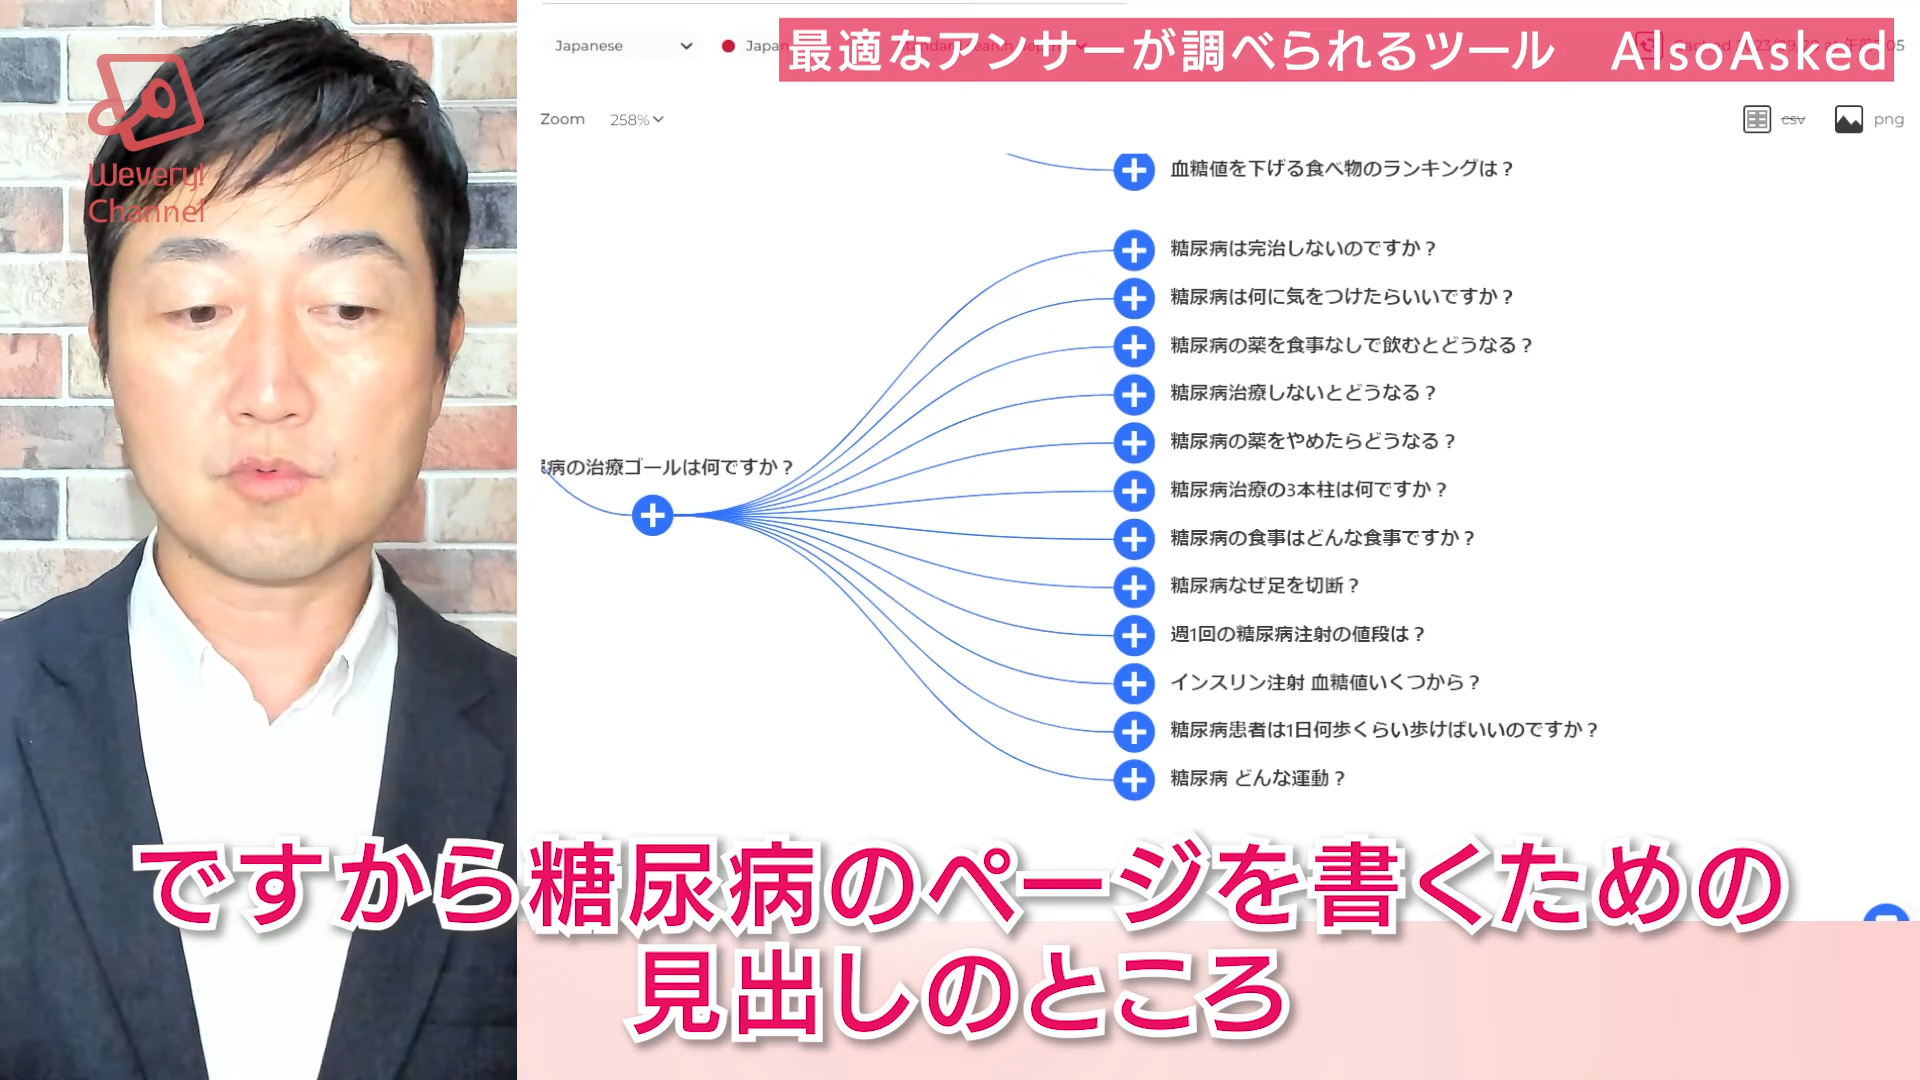 Wevery!
Channel
Japanese
Japan
最適なアンサーが調べられるツール AlsoAsked
Zoom 258%
csv png
血糖値を下げる食べ物のランキングは？
糖尿病は完治しないのですか？
糖尿病は何に気をつけたらいいですか？
糖尿病の薬を食事なしで飲むとどうなる？
糖尿病治療しないとどうなる？
糖尿病の薬をやめたらどうなる？
病の治療ゴールは何ですか？
糖尿病治療の3本柱は何ですか？
糖尿病の食事はどんな食事ですか？
糖尿病なぜ足を切断？
週1回の糖尿病注射の値段は？
インスリン注射 血糖値いくつから？
糖尿病患者は1日何歩くらい歩けばいいのですか？
糖尿病 どんな運動？
ですから糖尿病のページを書くための
見出しのところ